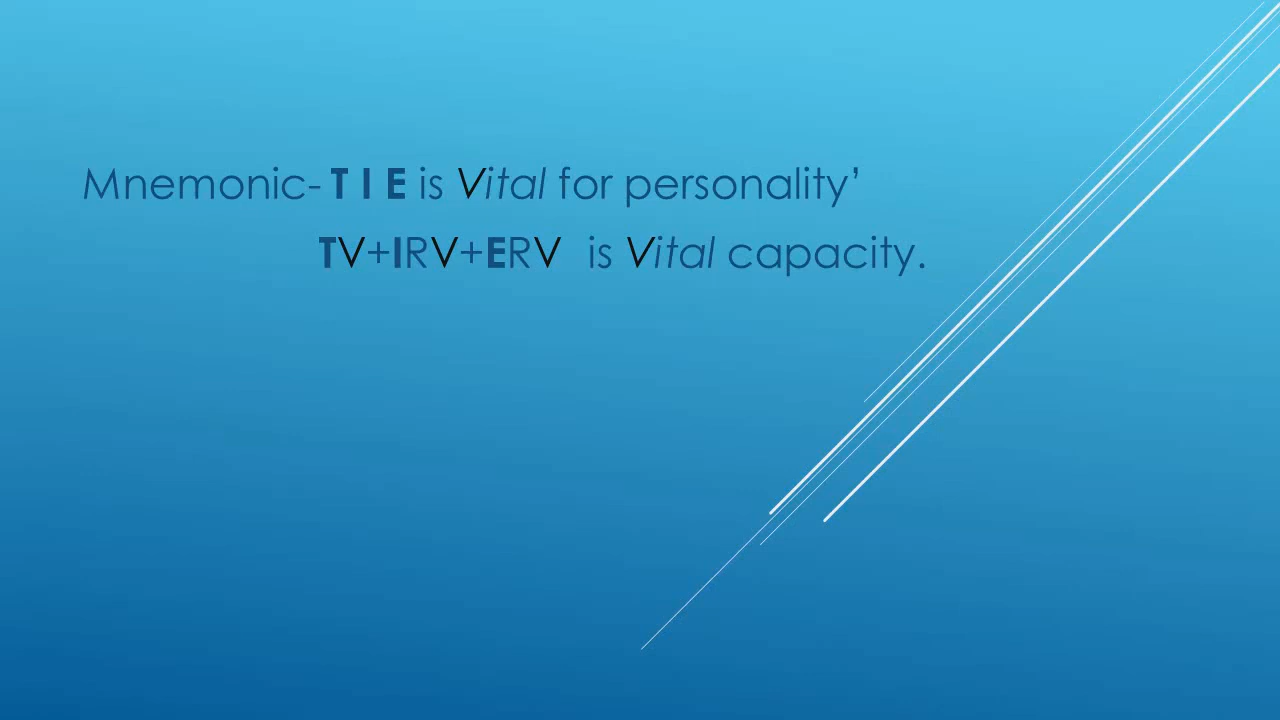 Mnemonic- T I E is Vital for personality’
TV+IRV+ERV is Vital capacity.